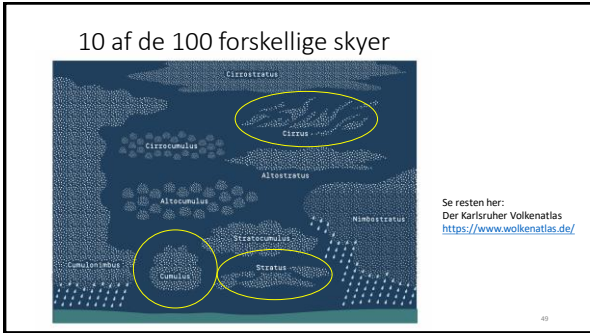 10 af de 100 forskellige skyer
Cirrostratus
Cirrus
Cirrocumulus
Altostratus
Altocumulus
Nimbostratus
Stratocumulus
Cumulonimbus
Cumulus
Stratus
Se resten her:
Der Karlsruher Volkenatlas
https://www.wolkenatlas.de/
49